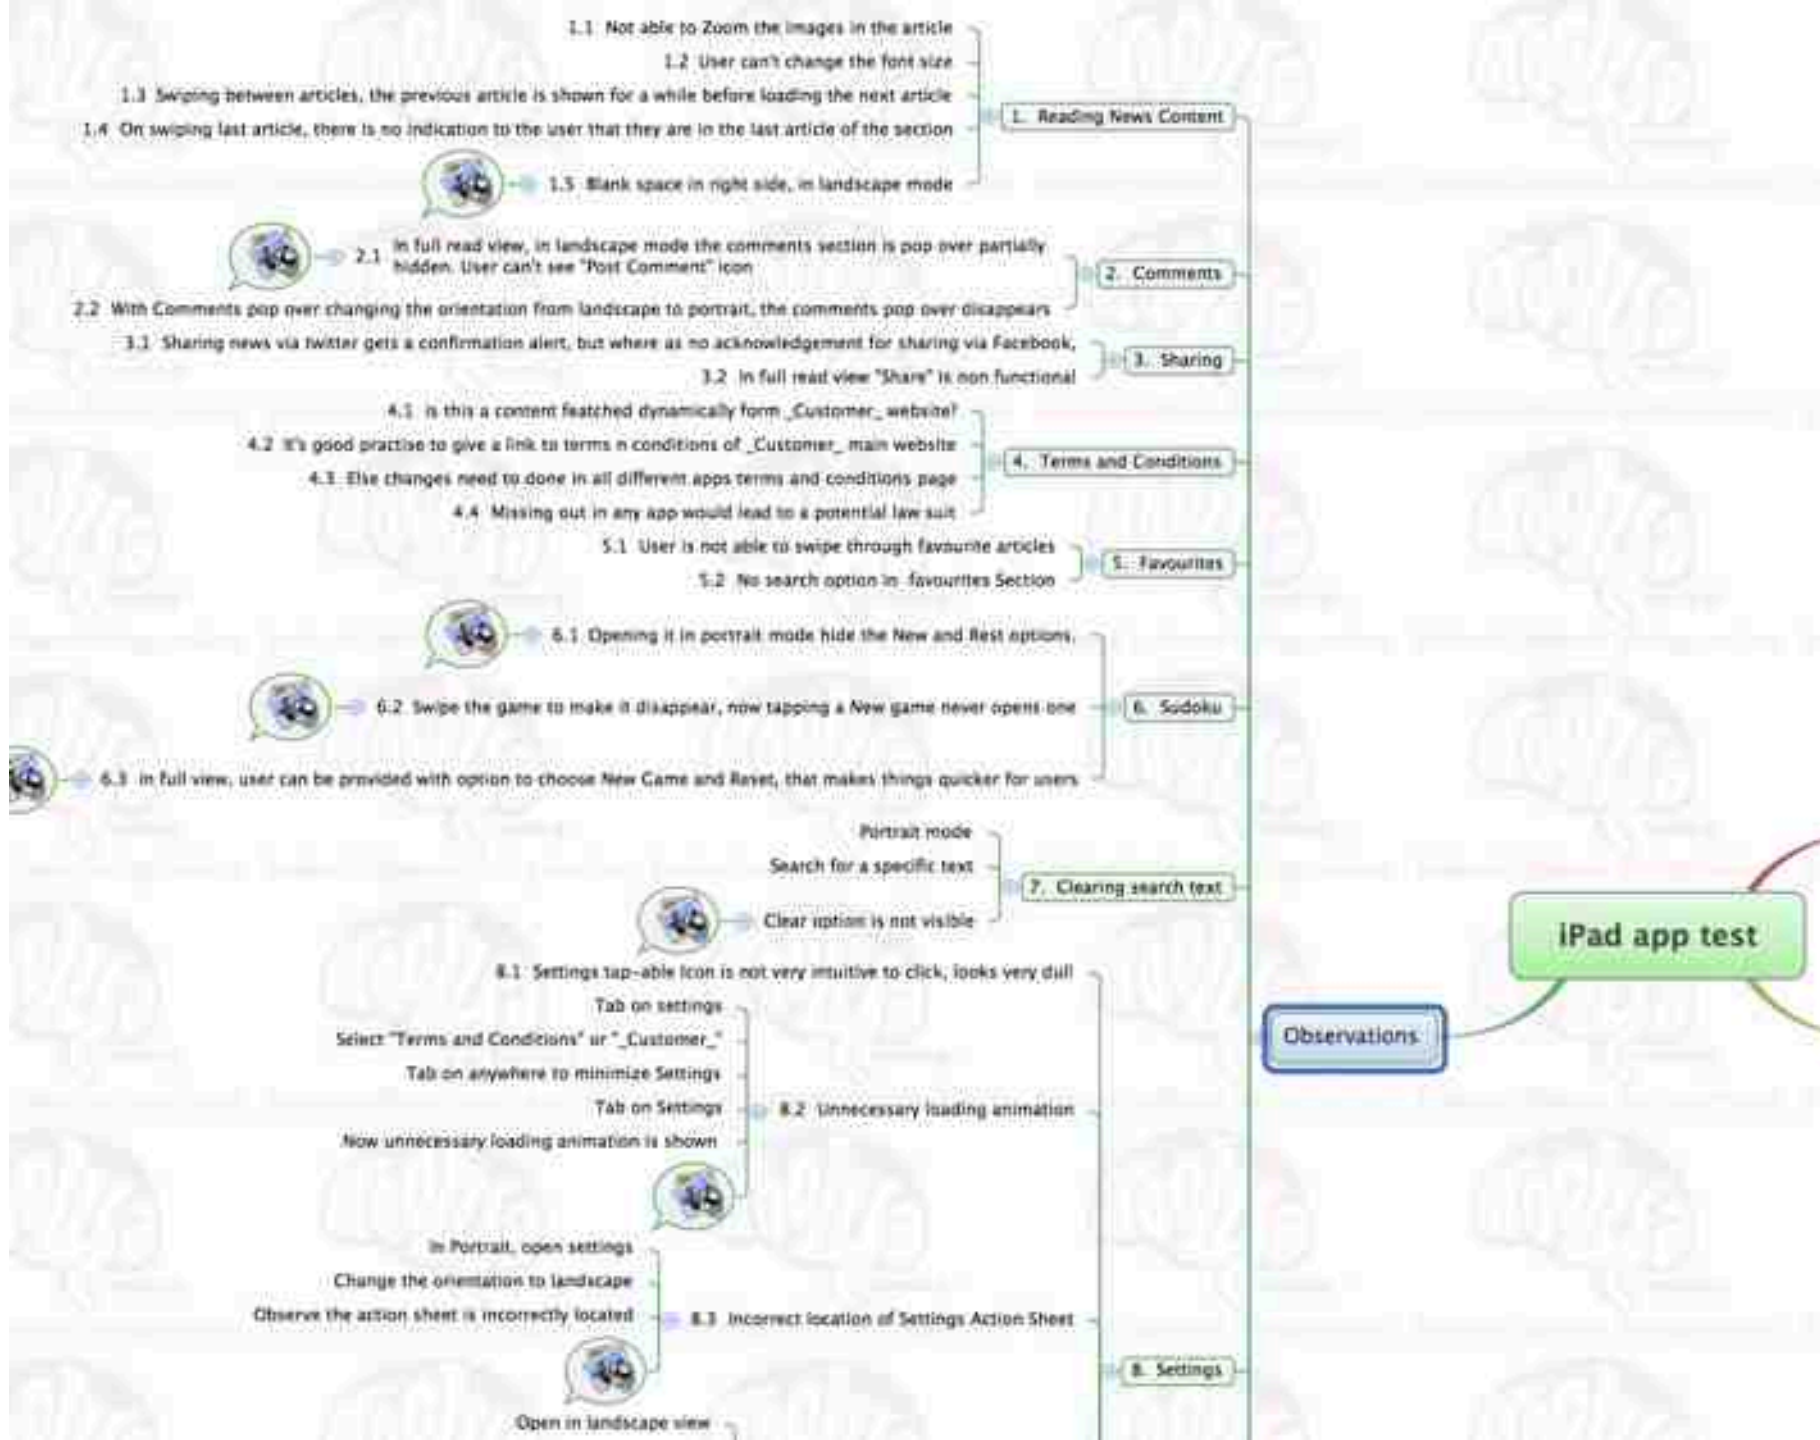 1.1 Not able to Zoom the images in the article
1.2 User can't change the font size
1.3 Swiping between articles, the previous article is shown for a while before loading the next article
1.4 On swiping last article, there is no indication to the user that they are in the last article of the section
1.5 Blank space in right side, in landscape mode
1. Reading News Content
2.1 In full read view, in landscape mode the comments section is pop over partially
hidden. User can't see "Post Comment" icon
2.2 With Comments pop over changing the orientation from landscape to portrait, the comments pop over disappears
2. Comments
3.1 Sharing news via twitter gets a confirmation alert, but where as no acknowledgement for sharing via Facebook,
3.2 In full read view "Share" is non functional
3. Sharing
4.1 Is this a content featched dynamically form _Customer_ website?
4.2 It's good practise to give a link to terms n conditions of _Customer_ main website
4.3 Else changes need to done in all different apps terms and conditions page
4.4 Missing out in any app would lead to a potential law suit
4. Terms and Conditions
5.1 User is not able to swipe through favourite articles
5.2 No search option in favourites Section
5. Favourites
6.1 Opening it in portrait mode hide the New and Rest options.
6.2 Swipe the game to make it disappear, now tapping a New game never opens one
6.3 In full view, user can be provided with option to choose New Game and Reset, that makes things quicker for users
6. Sudoku
Portrait mode
Search for a specific text
Clear option is not visible
7. Clearing search text
8.1 Settings tap-able Icon is not very intuitive to click, looks very dull
Tab on settings
Select "Terms and Conditions" or "_Customer_"
Tab on anywhere to minimize Settings
Tab on Settings
Now unnecessary loading animation is shown
8.2 Unnecessary loading animation
In Portrait, open settings
Change the orientation to landscape
Observe the action sheet is incorrectly located
8.3 Incorrect location of Settings Action Sheet
8. Settings
Open in landscape view
Observations
iPad app test